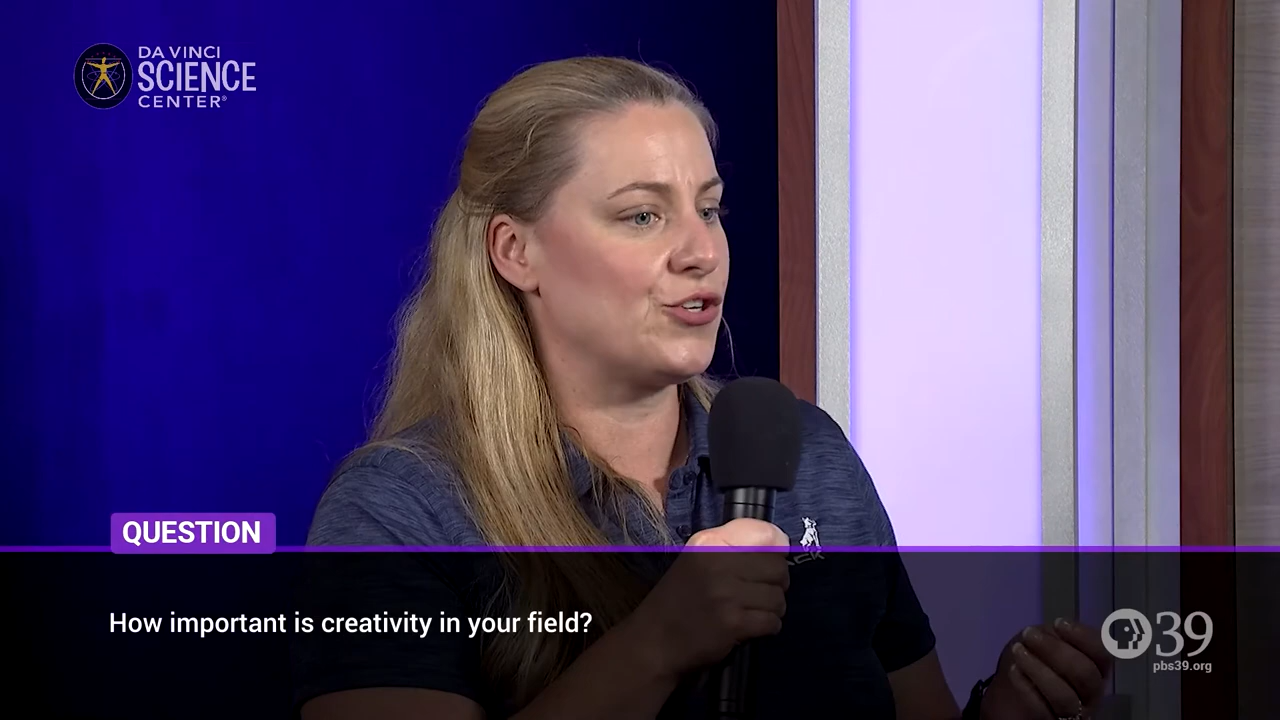 DA VINCI
SCIENCE
CENTER®
QUESTION
How important is creativity in your field?
39
pbs39.org